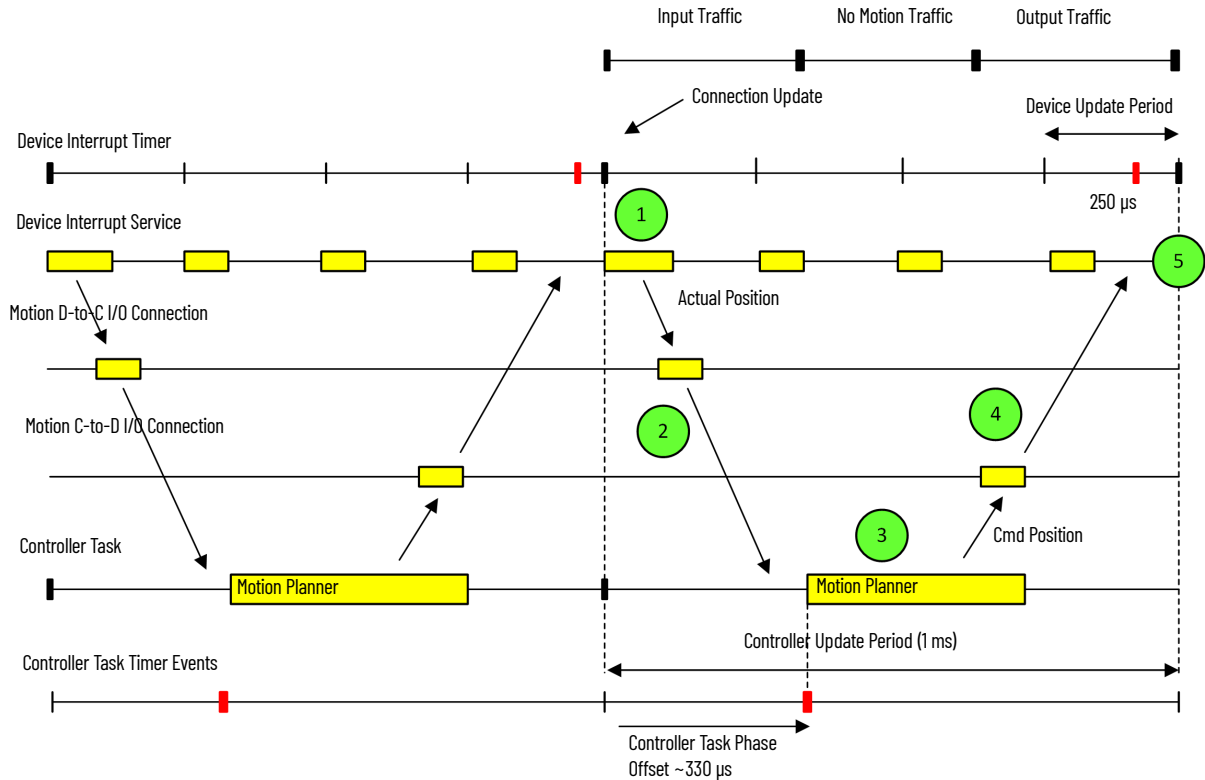 Input Traffic
No Motion Traffic
Output Traffic
Connection Update
Device Update Period
Device Interrupt Timer
250 µs
1
Device Interrupt Service
5
Actual Position
Motion D-to-C I/O Connection
2
4
Motion C-to-D I/O Connection
3
Cmd Position
Controller Task
Motion Planner
Motion Planner
Controller Update Period (1 ms)
Controller Task Timer Events
Controller Task Phase
Offset ~330 µs